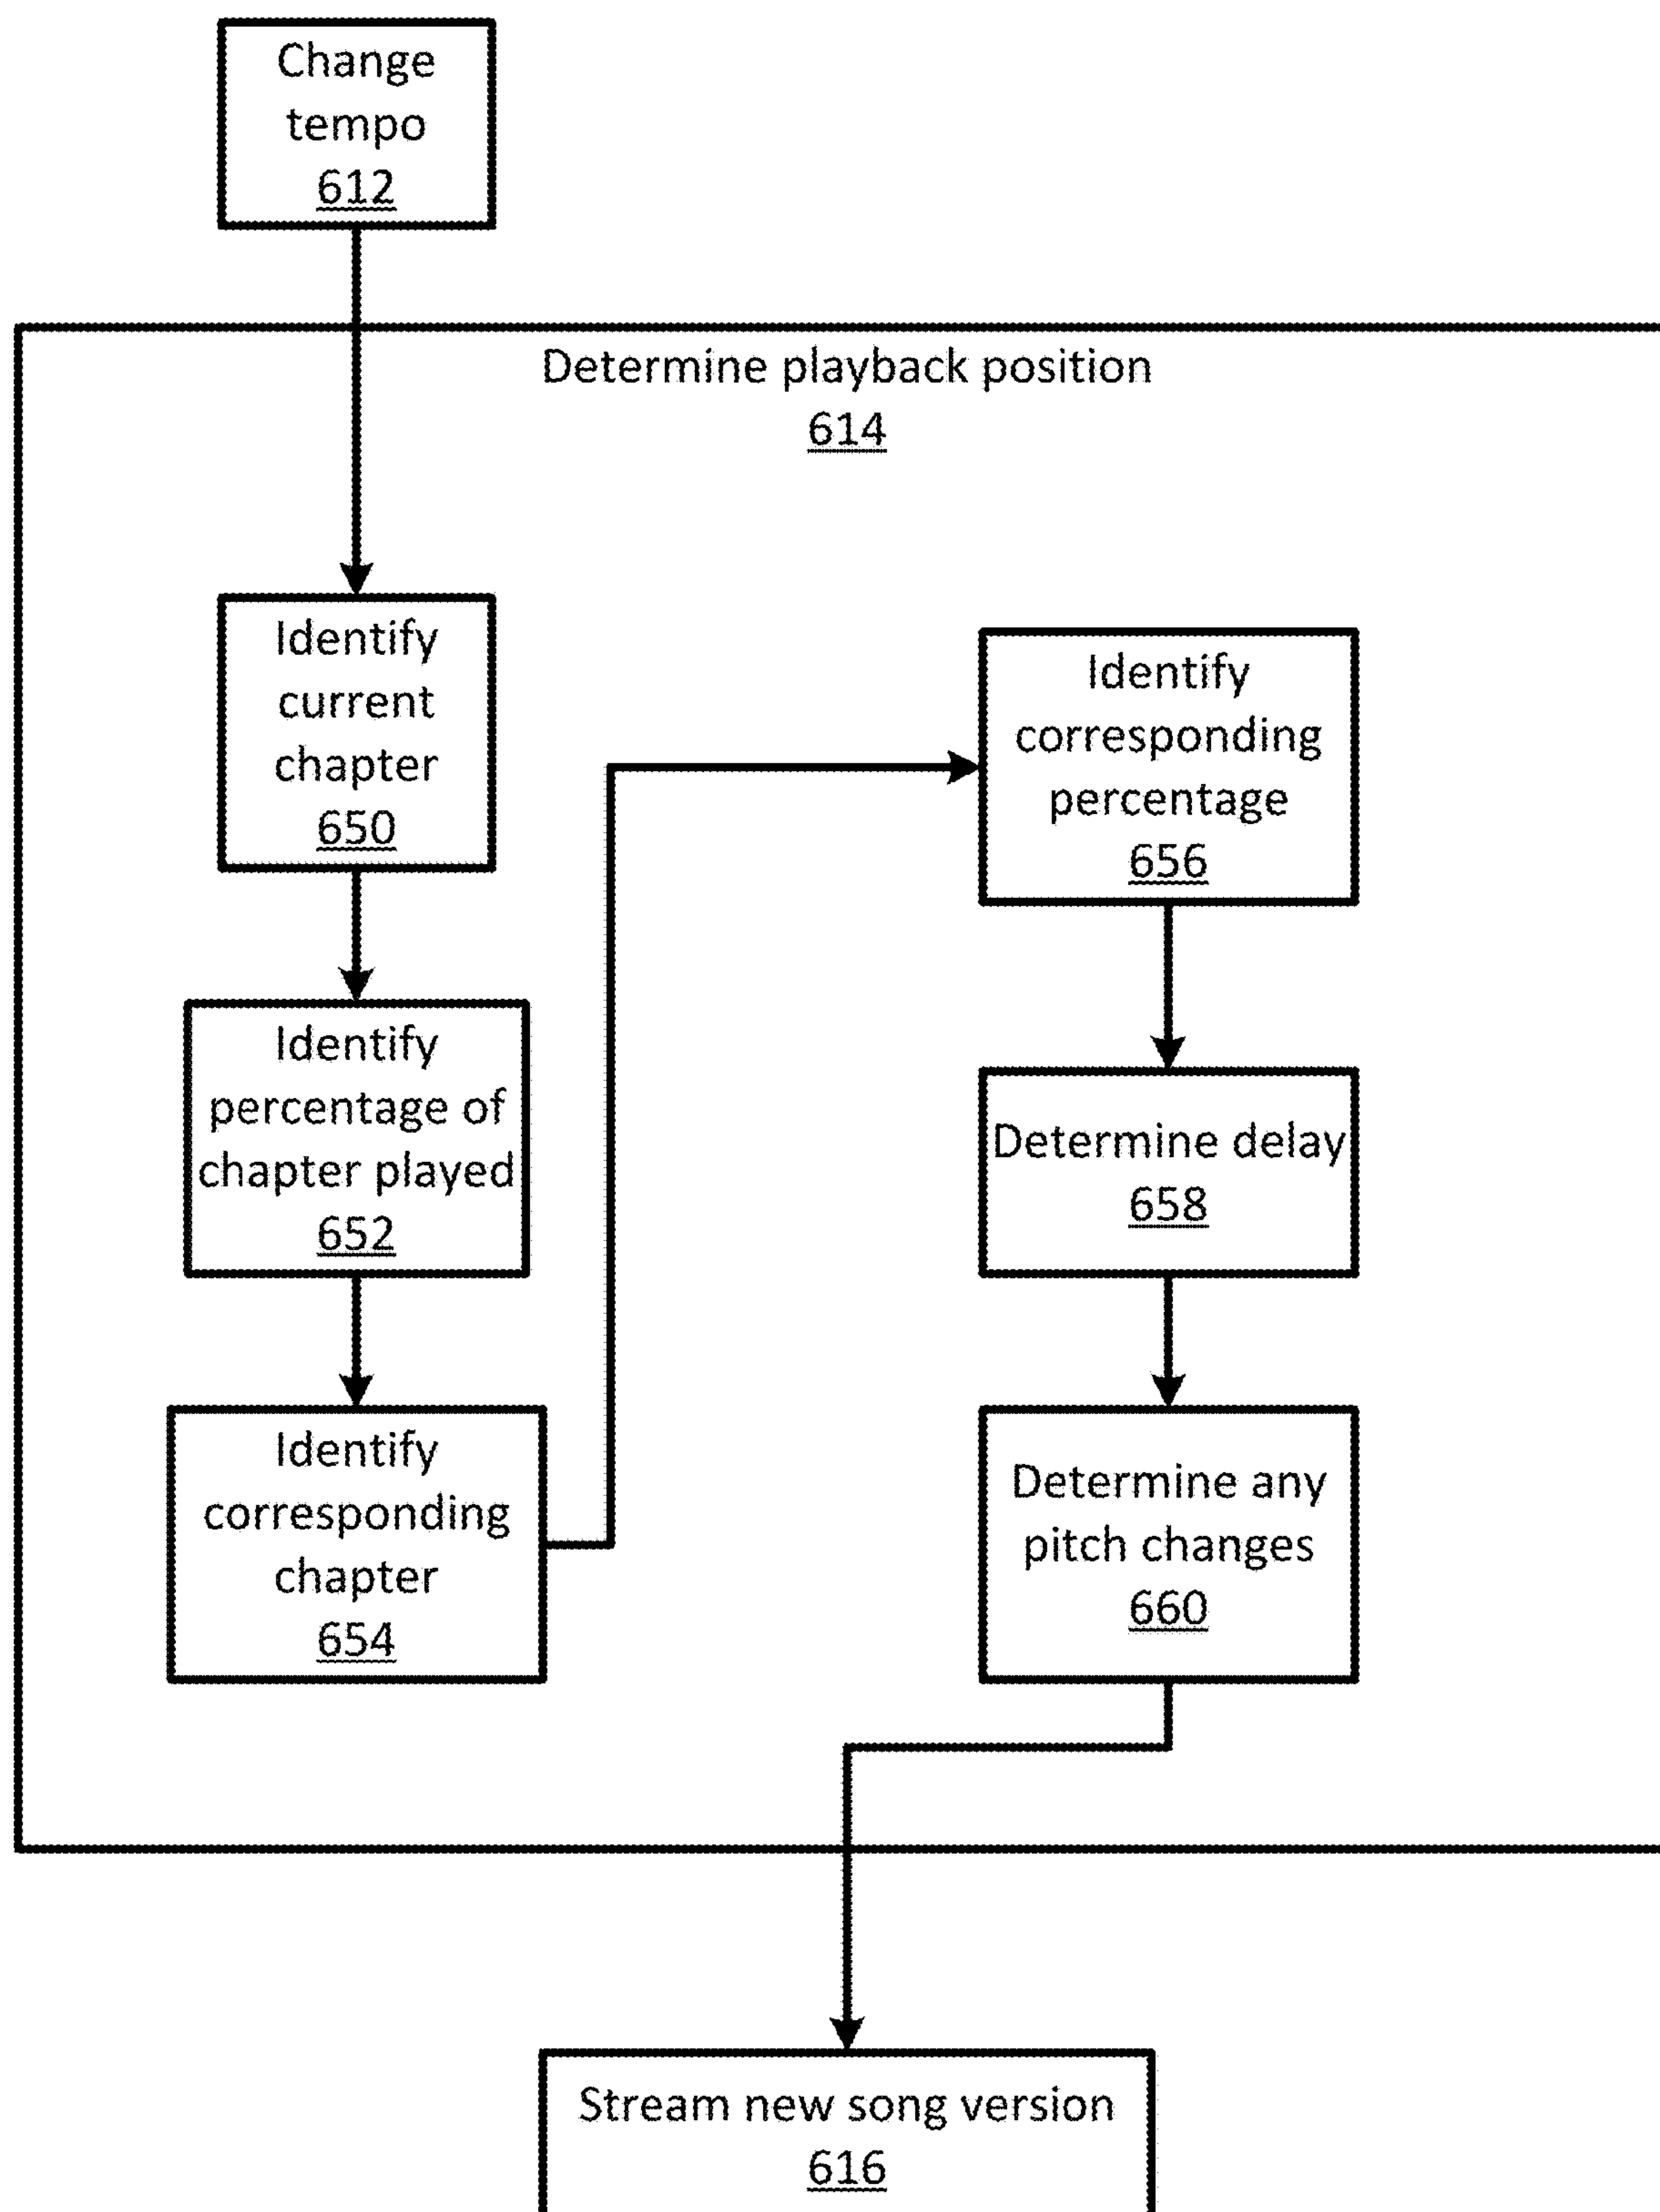 Change
tempo
612
Determine playback position
614
Identify
current
chapter
650
Identify
percentage of
chapter played
652
Identify
corresponding
chapter
654
Identify
corresponding
percentage
656
Determine delay
658
Determine any
pitch changes
660
Stream new song version
616